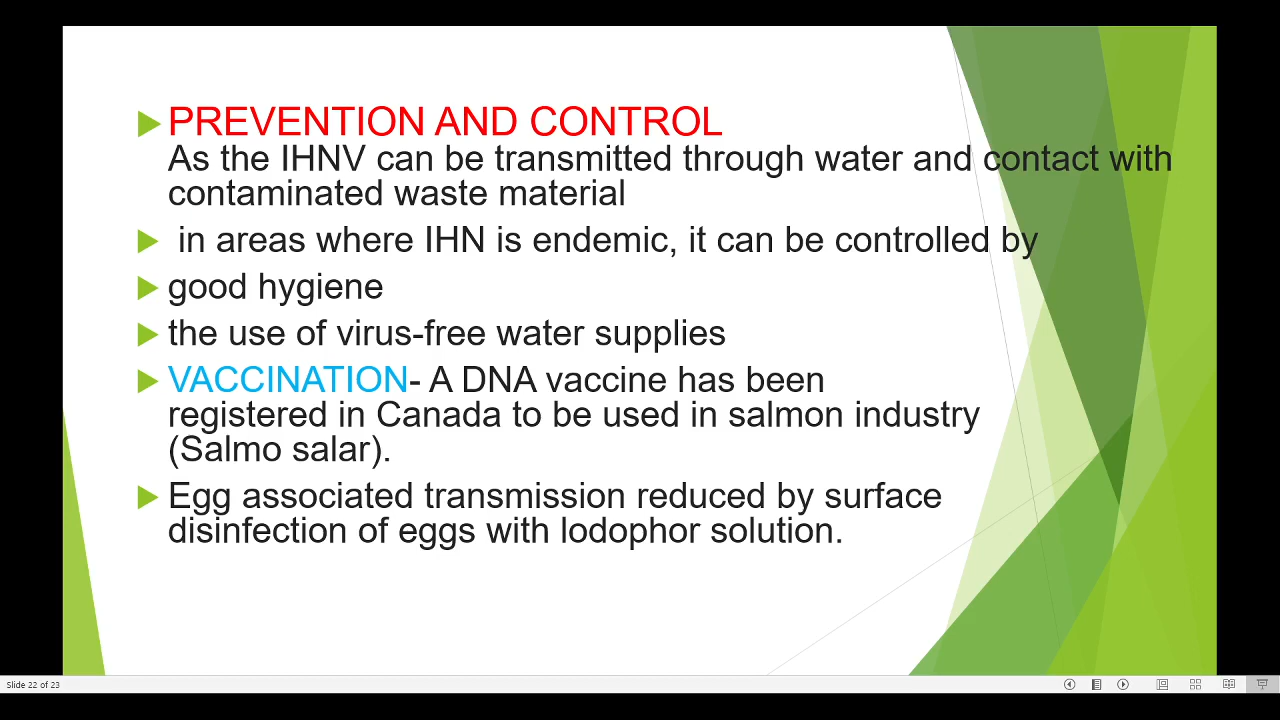 PREVENTION AND CONTROL
As the IHNV can be transmitted through water and contact with
contaminated waste material
in areas where IHN is endemic, it can be controlled by
good hygiene
the use of virus-free water supplies
VACCINATION- A DNA vaccine has been
registered in Canada to be used in salmon industry
(Salmo salar).
Egg associated transmission reduced by surface
disinfection of eggs with lodophor solution.
Slide 22 of 23